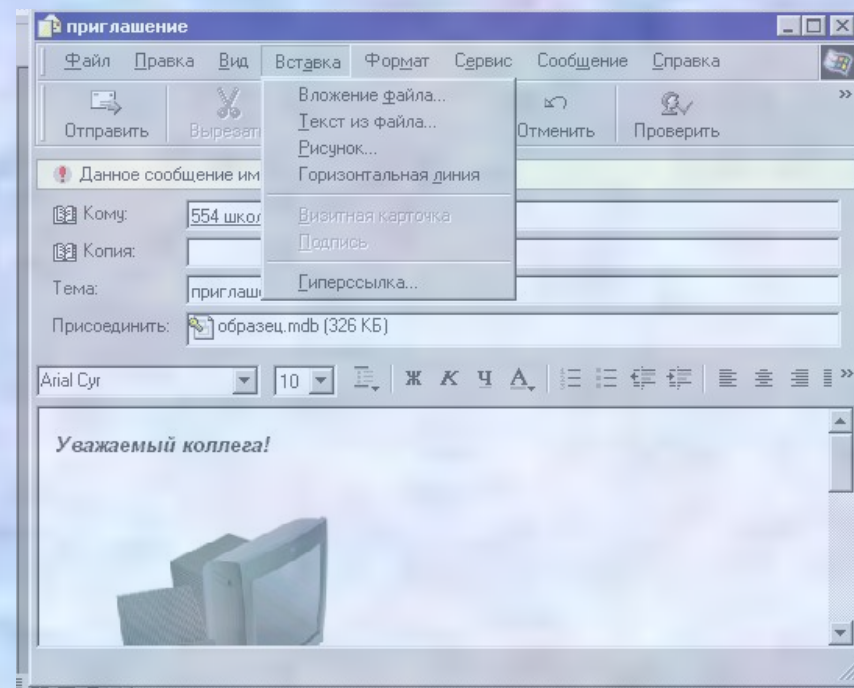 приглашение
Файл Правка Вид Вставка Формат Сервис Сообщение Справка
Вложение файла...
Текст из файла...
Рисунок...
Горизонтальная линия
Визитная карточка
Подпись
Гиперссылка...
Отправить Вырезать Отменить Проверить »
Данное сообщение им
Кому: 554 школ
Копия:
Тема: приглаш
Присоединить: образец.mdb (326 КБ)
Arial Cyr 10 Ж К Ч А »
Уважаемый коллега!